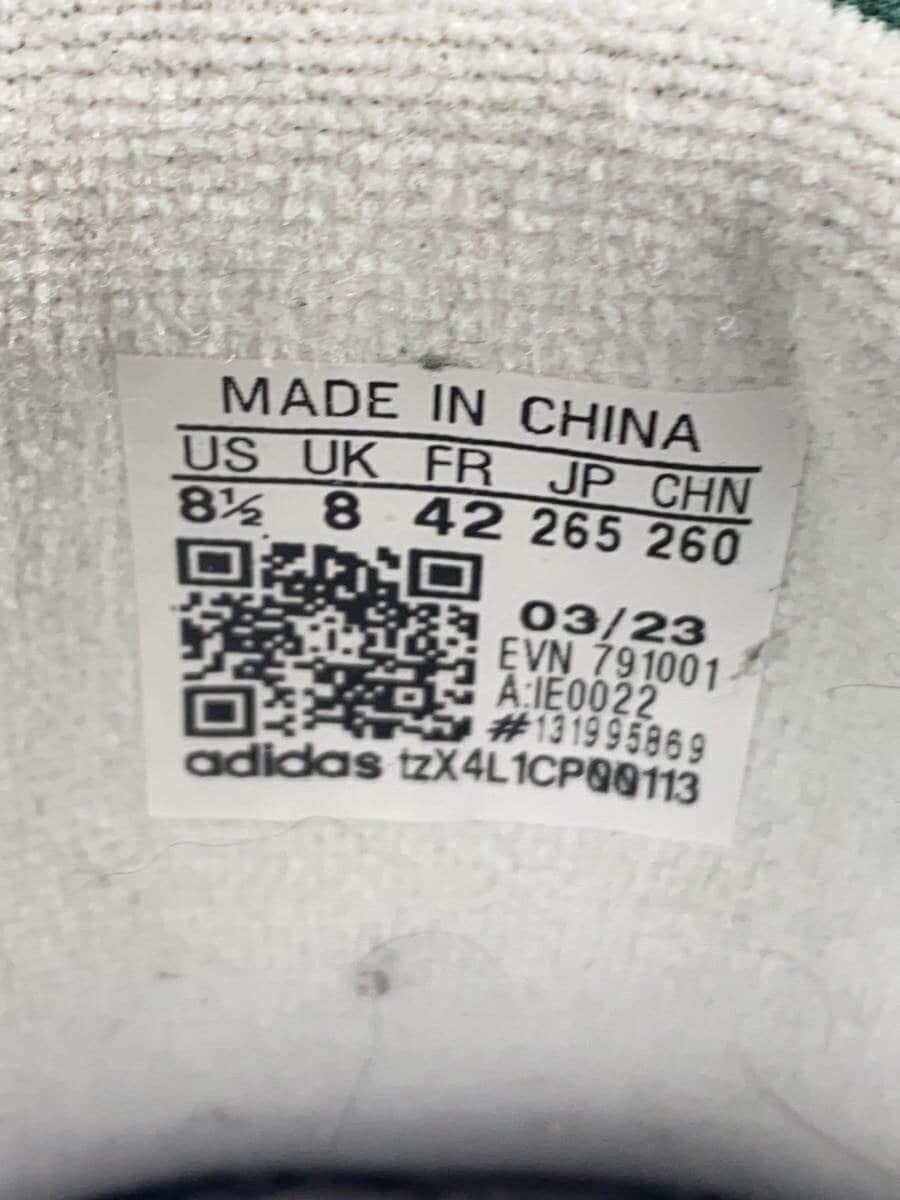 MADE IN CHINA
US UK FR JP CHN
8½ 8 42 265 260
03/23
EVN 791001
A:IE0022
#131995869
adidas tzX4L1CP00113